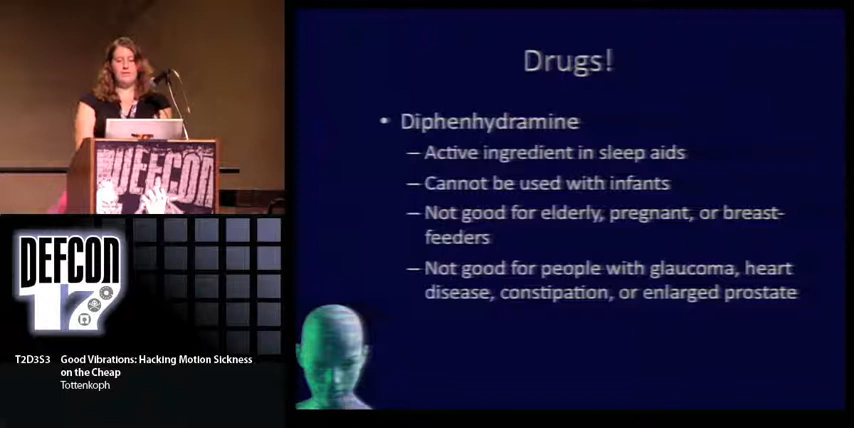 Drugs!
• Diphenhydramine
– Active ingredient in sleep aids
– Cannot be used with infants
– Not good for elderly, pregnant, or breast-
feeders
– Not good for people with glaucoma, heart
disease, constipation, or enlarged prostate
DEFCON
DEFCON
17
T2D3S3 Good Vibrations: Hacking Motion Sickness
on the Cheap
Tottenkoph